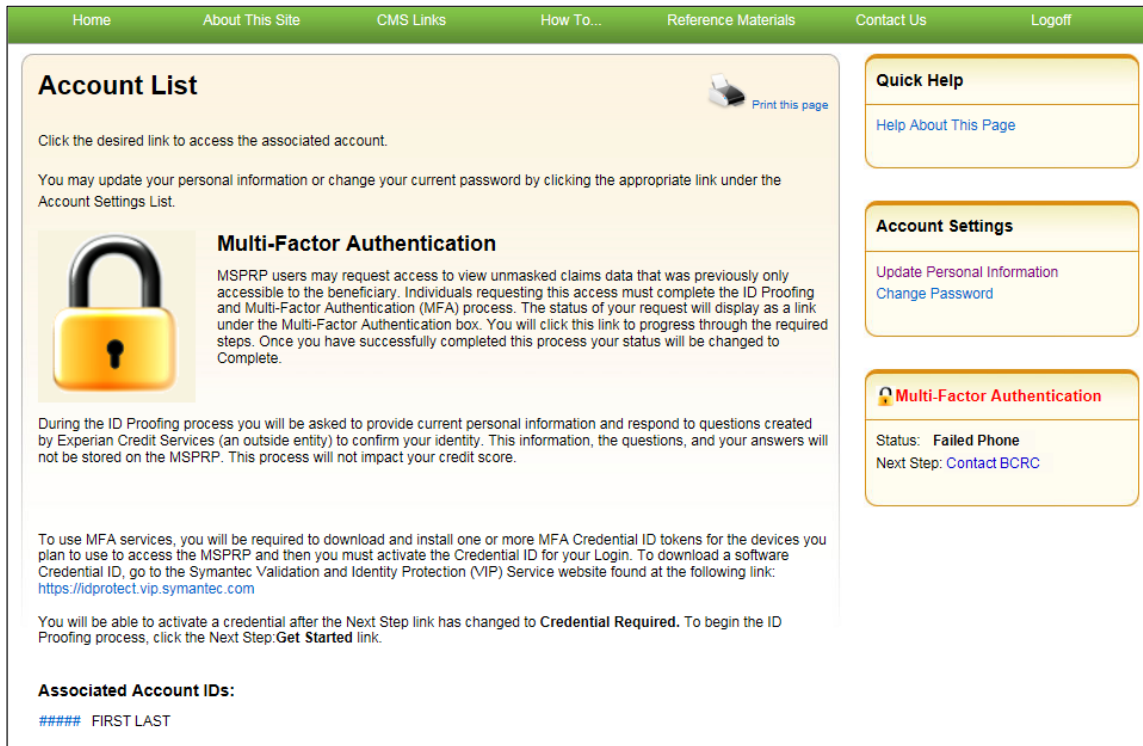 Home About This Site CMS Links How To... Reference Materials Contact Us Logoff
Account List
Print this page
Click the desired link to access the associated account.
You may update your personal information or change your current password by clicking the appropriate link under the
Account Settings List.
Multi-Factor Authentication
MSPRP users may request access to view unmasked claims data that was previously only
accessible to the beneficiary. Individuals requesting this access must complete the ID Proofing
and Multi-Factor Authentication (MFA) process. The status of your request will display as a link
under the Multi-Factor Authentication box. You will click this link to progress through the required
steps. Once you have successfully completed this process your status will be changed to
Complete.
During the ID Proofing process you will be asked to provide current personal information and respond to questions created
by Experian Credit Services (an outside entity) to confirm your identity. This information, the questions, and your answers will
not be stored on the MSPRP. This process will not impact your credit score.
To use MFA services, you will be required to download and install one or more MFA Credential ID tokens for the devices you
plan to use to access the MSPRP and then you must activate the Credential ID for your Login. To download a software
Credential ID, go to the Symantec Validation and Identity Protection (VIP) Service website found at the following link:
https://idprotect.vip.symantec.com
You will be able to activate a credential after the Next Step link has changed to Credential Required. To begin the ID
Proofing process, click the Next Step:Get Started link.
Associated Account IDs:
##### FIRST LAST
Quick Help
Help About This Page
Account Settings
Update Personal Information
Change Password
Multi-Factor Authentication
Status: Failed Phone
Next Step: Contact BCRC